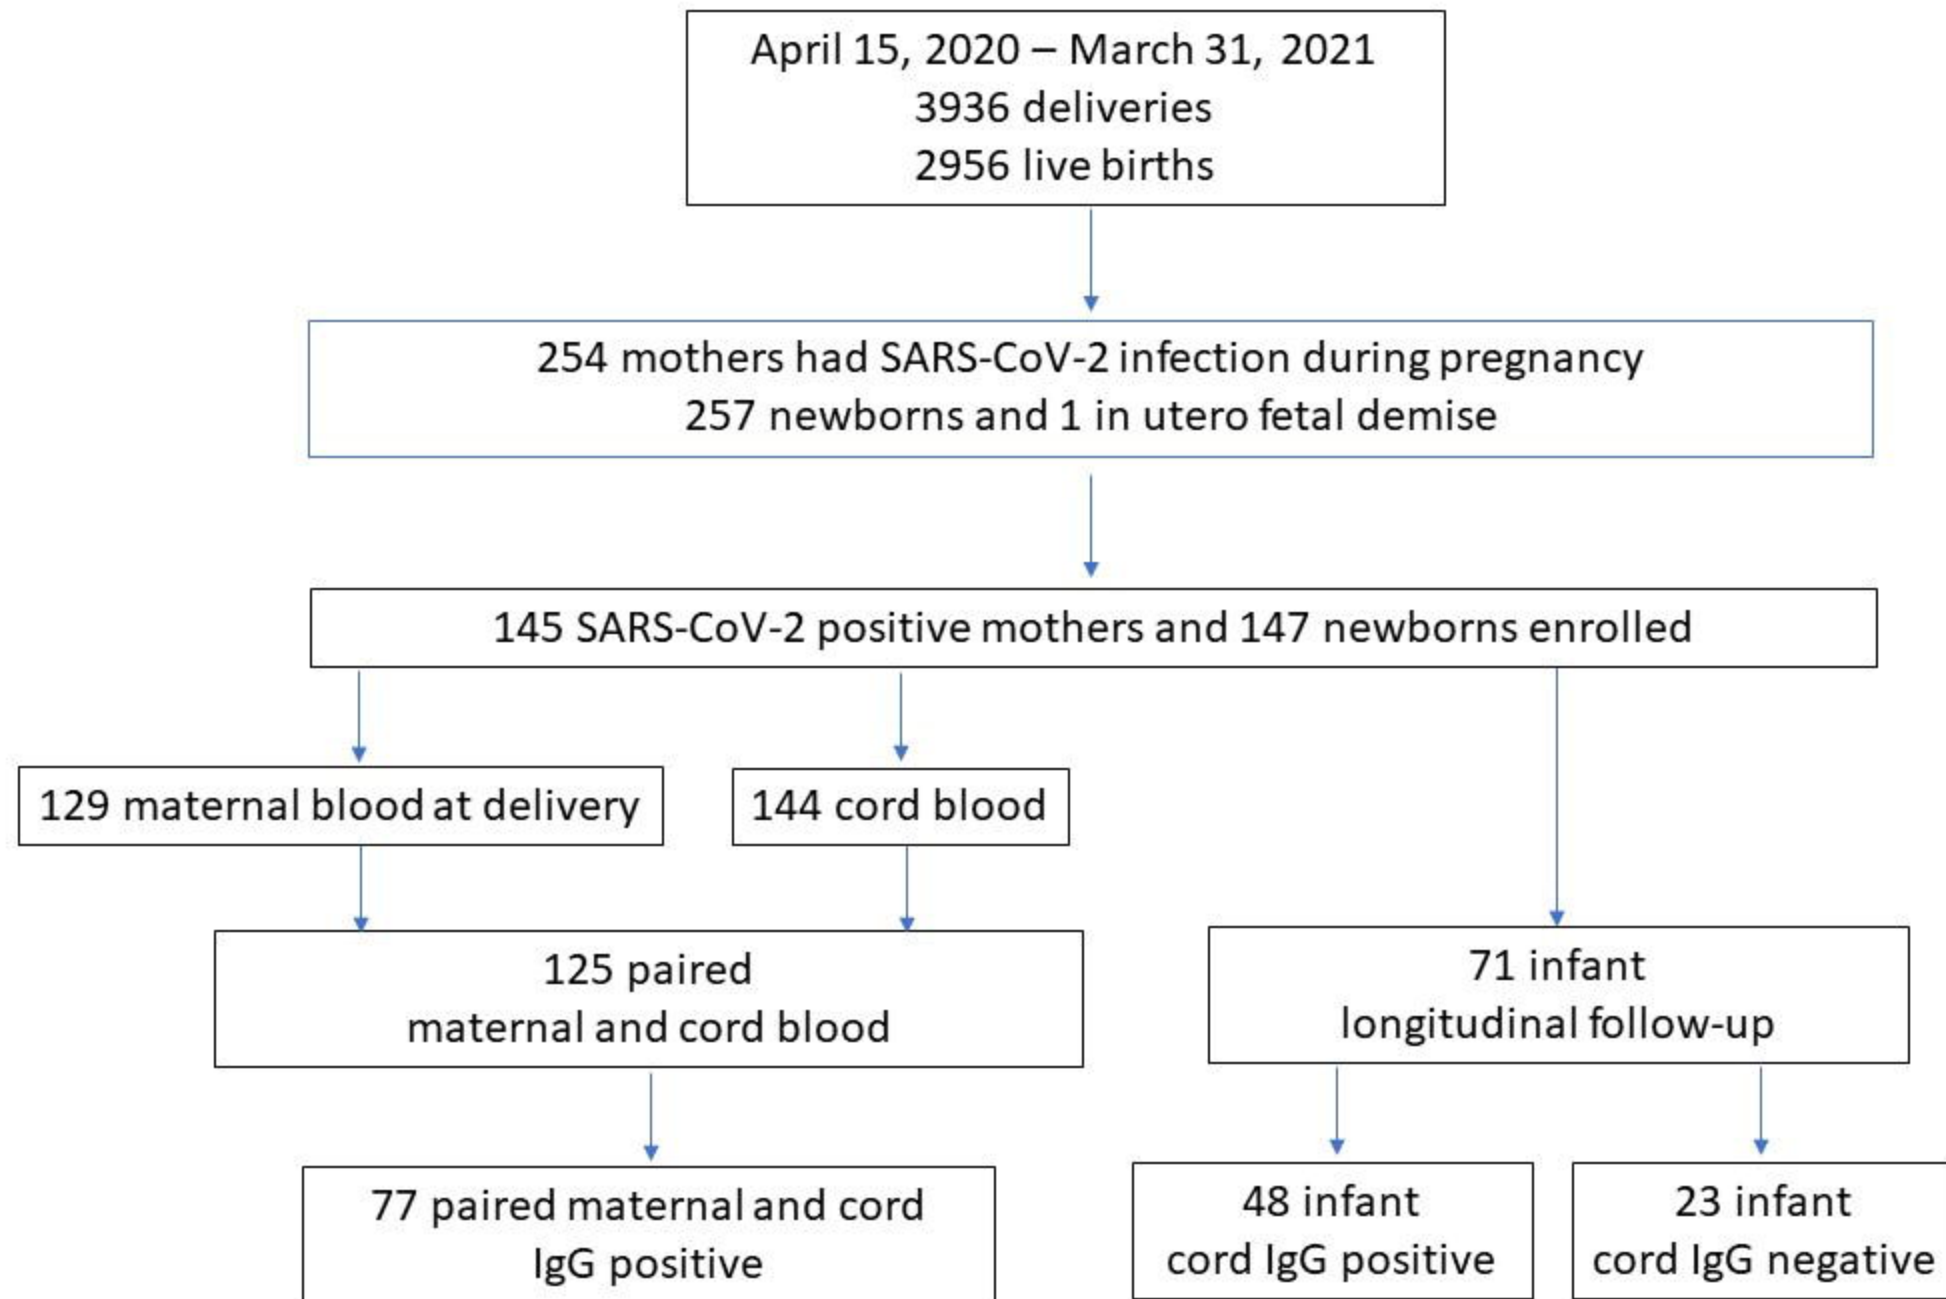 April 15, 2020 – March 31, 2021
3936 deliveries
2956 live births
254 mothers had SARS-CoV-2 infection during pregnancy
257 newborns and 1 in utero fetal demise
145 SARS-CoV-2 positive mothers and 147 newborns enrolled
129 maternal blood at delivery
144 cord blood
125 paired
maternal and cord blood
71 infant
longitudinal follow-up
77 paired maternal and cord
IgG positive
48 infant
cord IgG positive
23 infant
cord IgG negative